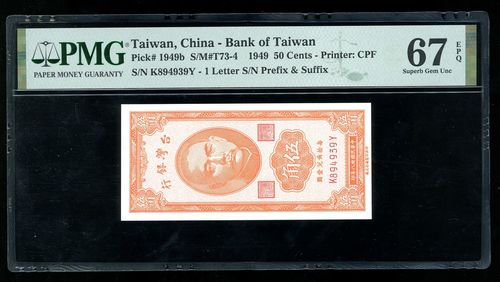 PMG
PAPER MONEY GUARANTY
Taiwan, China - Bank of Taiwan
Pick# 1949b S/M#T73-4 1949 50 Cents - Printer: CPF
S/N K894939Y - 1 Letter S/N Prefix & Suffix
67 EPQ
Superb Gem Unc
臺灣銀行
伍角
K894939Y